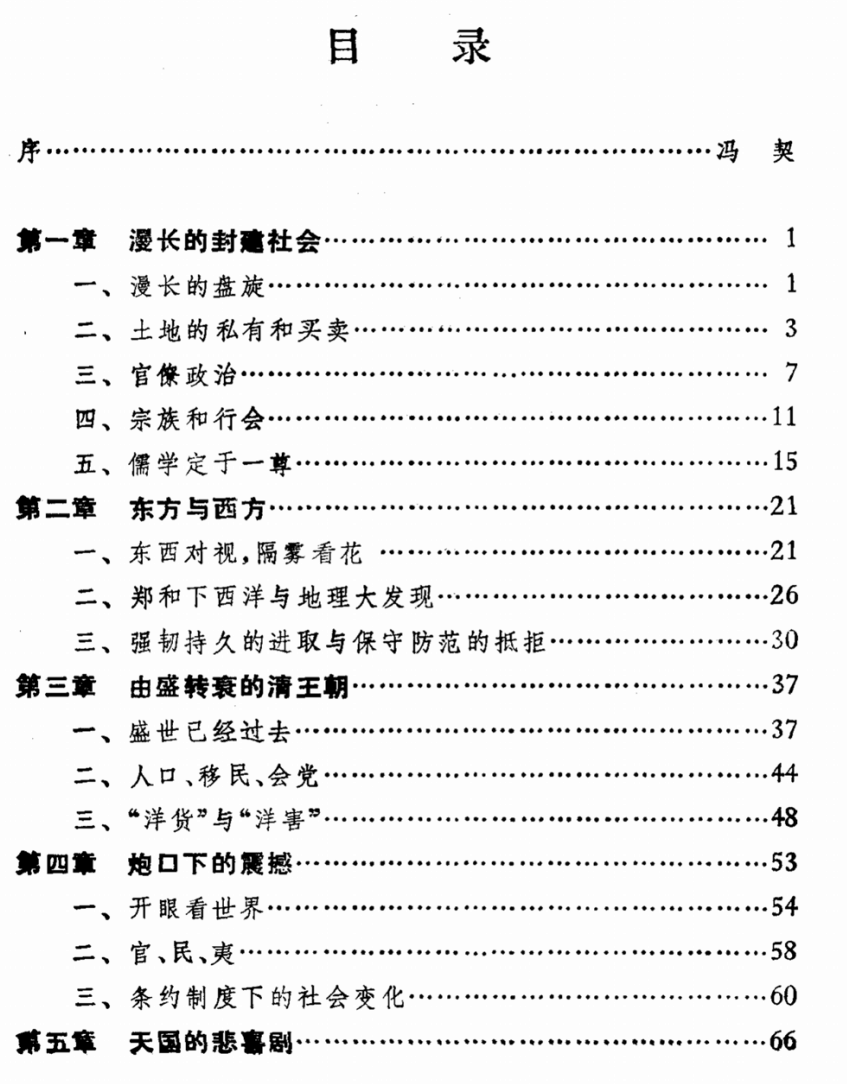 目 录
序……………………………………………………冯 契
第一章 漫长的封建社会…………………………………… 1
一、漫长的盘旋…………………………………………… 1
二、土地的私有和买卖…………………………………… 3
三、官僚政治……………………………………………… 7
四、宗族和行会……………………………………………11
五、儒学定于一尊…………………………………………15
第二章 东方与西方…………………………………………21
一、东西对视,隔雾看花 …………………………………21
二、郑和下西洋与地理大发现……………………………26
三、强韧持久的进取与保守防范的抵拒…………………30
第三章 由盛转衰的清王朝…………………………………37
一、盛世已经过去…………………………………………37
二、人口、移民、会党………………………………………44
三、“洋货”与“洋害”………………………………………48
第四章 炮口下的震撼………………………………………53
一、开眼看世界……………………………………………54
二、官、民、夷………………………………………………58
三、条约制度下的社会变化………………………………60
第五章 天国的悲喜剧………………………………………66